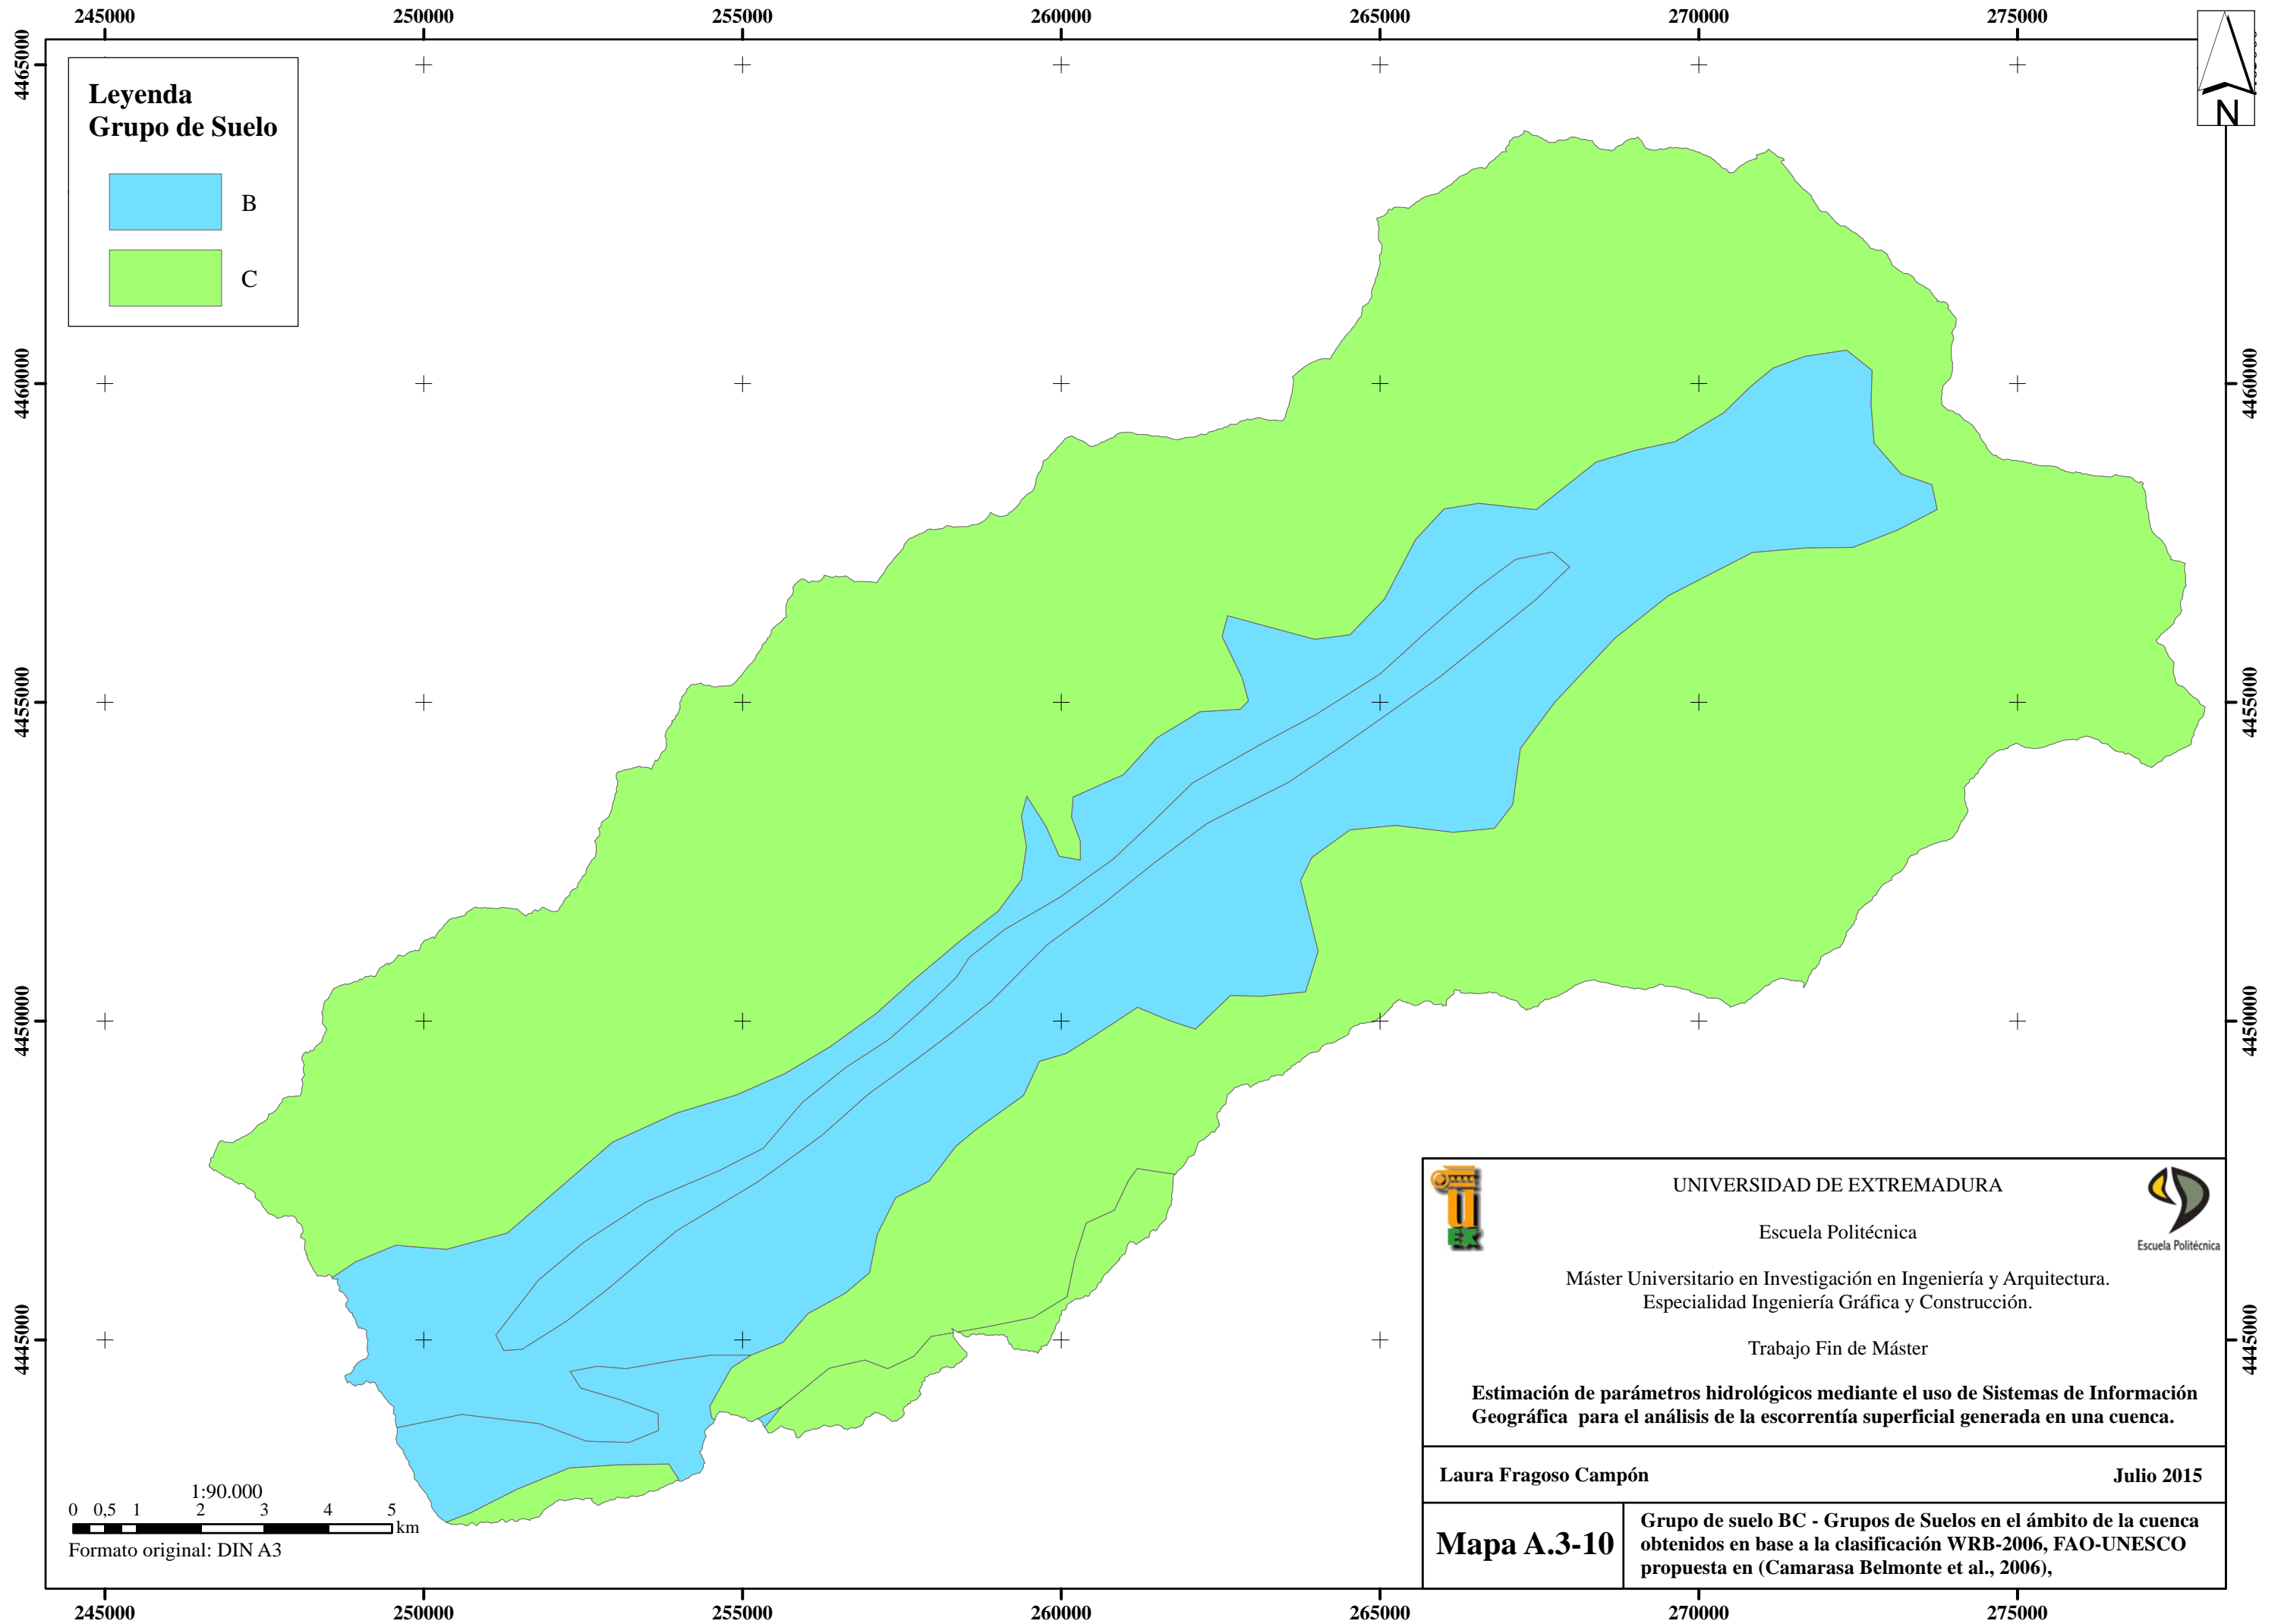 245000 250000 255000 260000 265000 270000 275000
4465000
4460000
4455000
4450000
4445000
Leyenda
Grupo de Suelo
B
C
N
4460000
4455000
4450000
4445000
1:90.000
0 0,5 1 2 3 4 5
km
Formato original: DIN A3
UEX
UNIVERSIDAD DE EXTREMADURA
Escuela Politécnica
Escuela Politécnica
Máster Universitario en Investigación en Ingeniería y Arquitectura.
Especialidad Ingeniería Gráfica y Construcción.
Trabajo Fin de Máster
Estimación de parámetros hidrológicos mediante el uso de Sistemas de Información
Geográfica para el análisis de la escorrentía superficial generada en una cuenca.
Laura Fragoso Campón Julio 2015
Mapa A.3-10
Grupo de suelo BC - Grupos de Suelos en el ámbito de la cuenca
obtenidos en base a la clasificación WRB-2006, FAO-UNESCO
propuesta en (Camarasa Belmonte et al., 2006),
245000 250000 255000 260000 265000 270000 275000